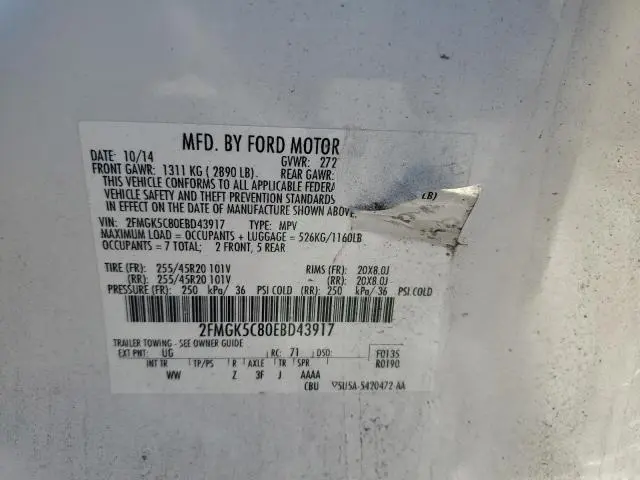 MFD. BY FORD MOTOR
DATE: 10/14 GVWR: 272
FRONT GAWR: 1311 KG ( 2890 LB). REAR GAWR:
THIS VEHICLE CONFORMS TO ALL APPLICABLE FEDERA
VEHICLE SAFETY AND THEFT PREVENTION STANDARDS LB)
IN EFFECT ON THE DATE OF MANUFACTURE SHOWN ABOVE.
VIN: 2FMGK5C80EBD43917 TYPE: MPV
MAXIMUM LOAD = OCCUPANTS + LUGGAGE = 526KG/1160LB
OCCUPANTS = 7 TOTAL; 2 FRONT, 5 REAR
TIRE (FR): 255/45R20 101V RIMS (FR): 20X8.0J
(RR): 255/45R20 101V (RR): 20X8.0J
PRESSURE (FR): 250 kPa/ 36 PSI COLD (RR): 250 kPa/ 36 PSI COLD
2FMGK5C80EBD43917
TRAILER TOWING - SEE OWNER GUIDE
EXT PNT: UG RC: 71 DSO: F0135
INT TR TP/PS R AXLE TR SPR R0190
WW Z 3F J AAAA
CBU 5U5A-5420472-AA